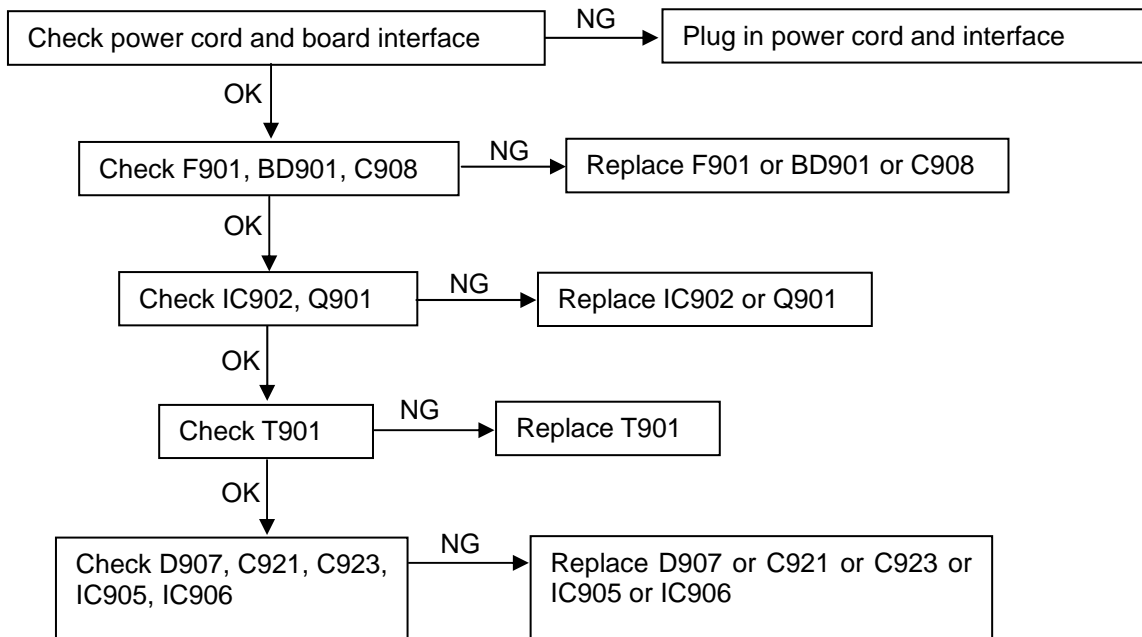 Check power cord and board interface
NG
Plug in power cord and interface
OK
Check F901, BD901, C908
NG
Replace F901 or BD901 or C908
OK
Check IC902, Q901
NG
Replace IC902 or Q901
OK
Check T901
NG
Replace T901
OK
Check D907, C921, C923,
IC905, IC906
NG
Replace D907 or C921 or C923 or
IC905 or IC906